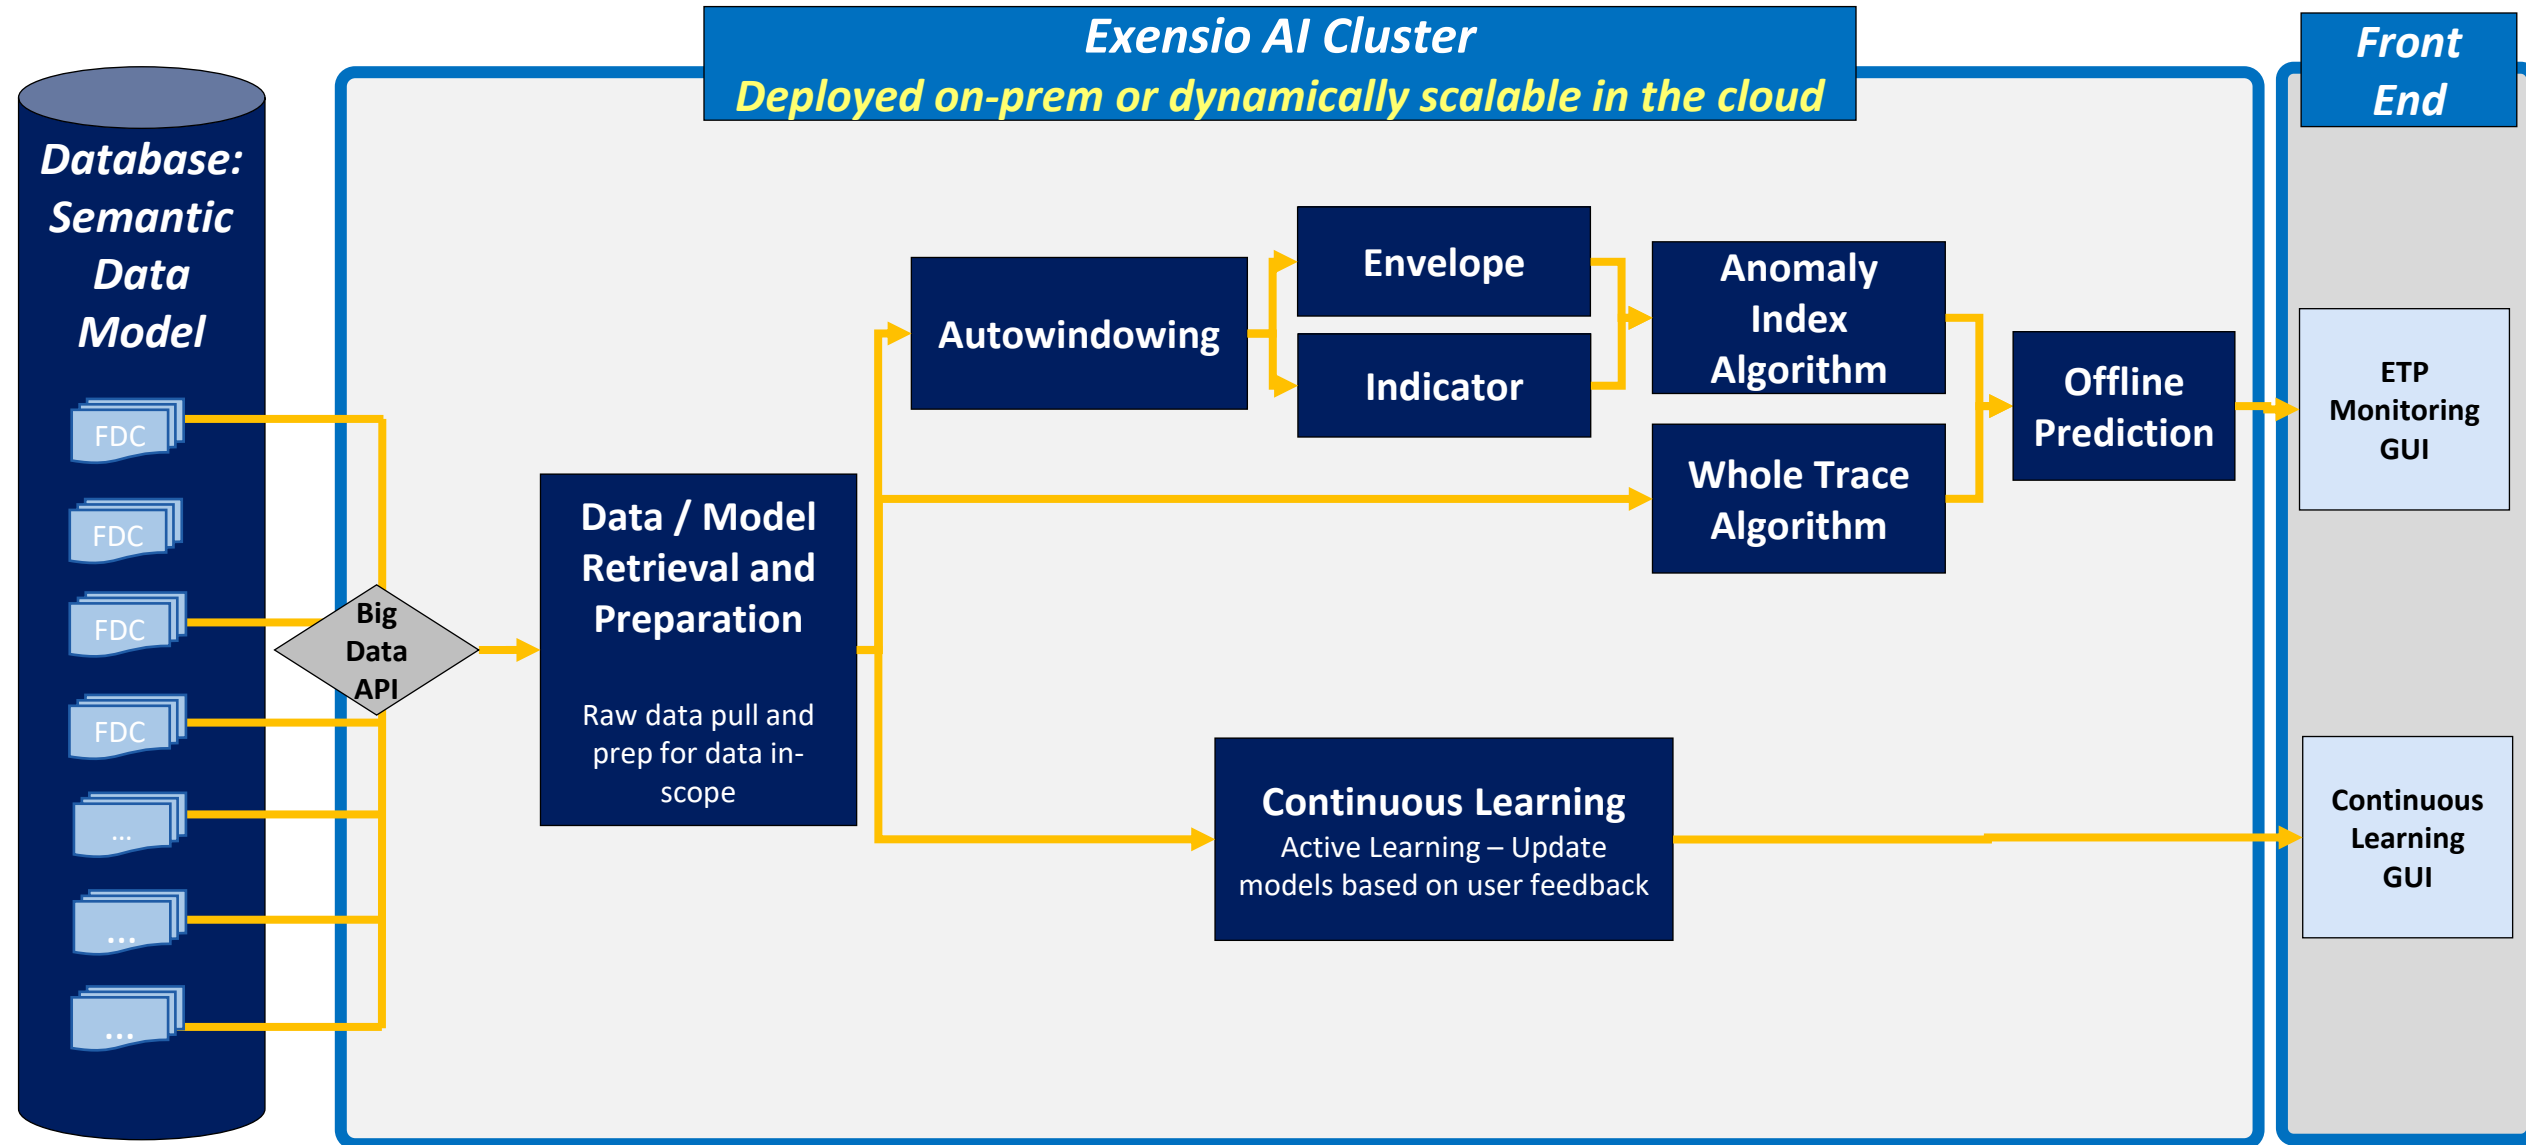 Exensio AI Cluster
Deployed on-prem or dynamically scalable in the cloud
Front
End
Database:
Semantic
Data
Model
FDC
FDC
FDC
FDC
...
...
...
Big
Data
API
Data / Model
Retrieval and
Preparation
Raw data pull and
prep for data in-
scope
Autowindowing
Envelope
Indicator
Anomaly
Index
Algorithm
Whole Trace
Algorithm
Offline
Prediction
Continuous Learning
Active Learning – Update
models based on user feedback
ETP
Monitoring
GUI
Continuous
Learning
GUI